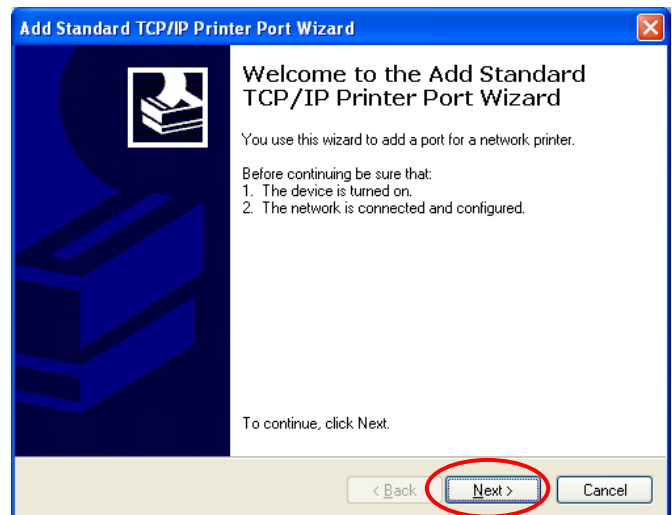 Add Standard TCP/IP Printer Port Wizard
Welcome to the Add Standard
TCP/IP Printer Port Wizard
You use this wizard to add a port for a network printer.
Before continuing be sure that:
1. The device is turned on.
2. The network is connected and configured.
To continue, click Next.
< Back
Next >
Cancel